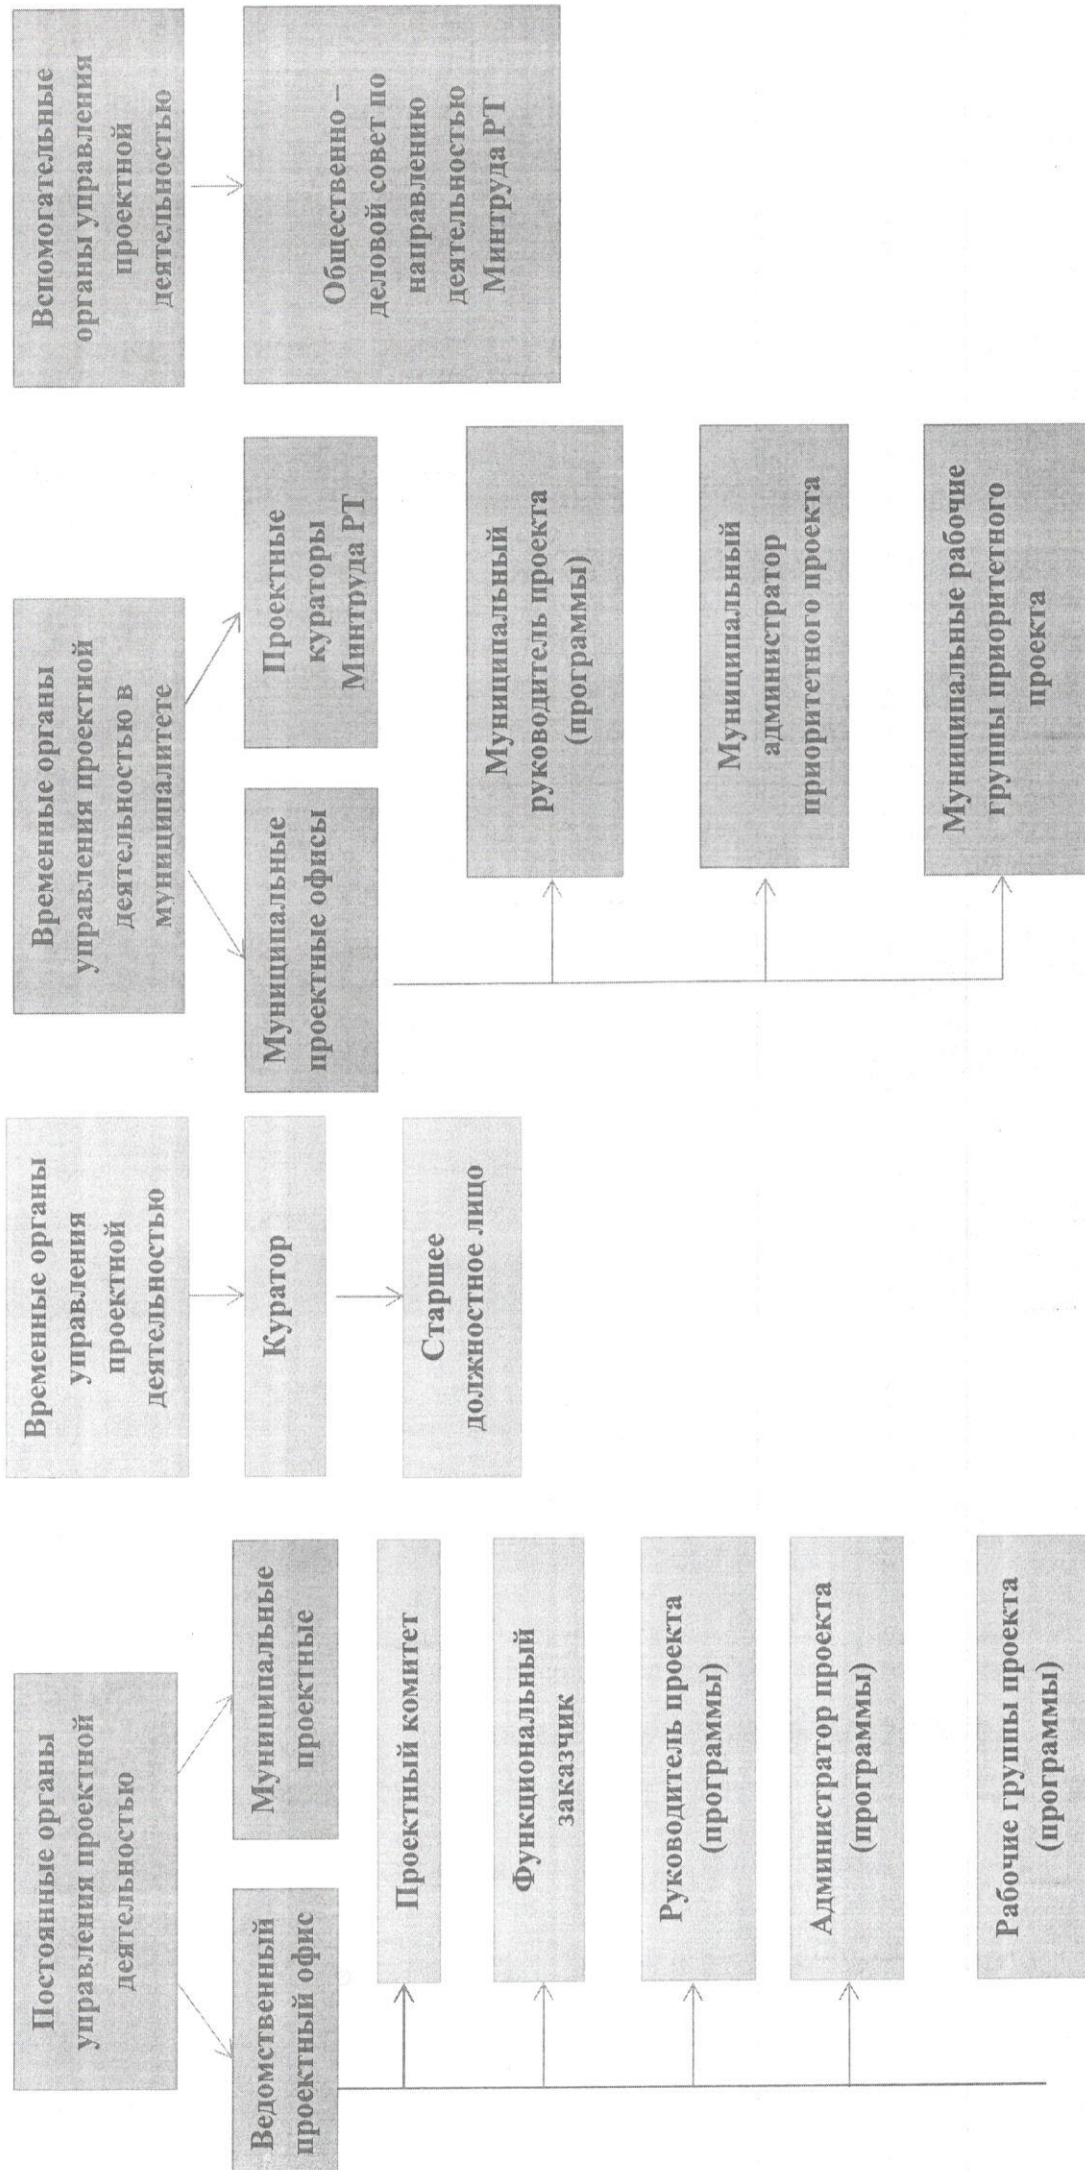 Постоянные органы
управления проектной
деятельностью
Ведомственный
проектный офис
Муниципальные
проектные
Проектный комитет
Функциональный
заказчик
Руководитель проекта
(программы)
Администратор проекта
(программы)
Рабочие группы проекта
(программы)
Временные органы
управления
проектной
деятельностью
Куратор
Старшее
должностное лицо
Временные органы
управления проектной
деятельностью в
муниципалитете
Муниципальные
проектные офисы
Проектные
кураторы
Минтруда РТ
Муниципальный
руководитель проекта
(программы)
Муниципальный
администратор
приоритетного проекта
Муниципальные рабочие
группы приоритетного
проекта
Вспомогательные
органы управления
проектной
деятельностью
Общественно –
деловой совет по
направлению
деятельностью
Минтруда РТ